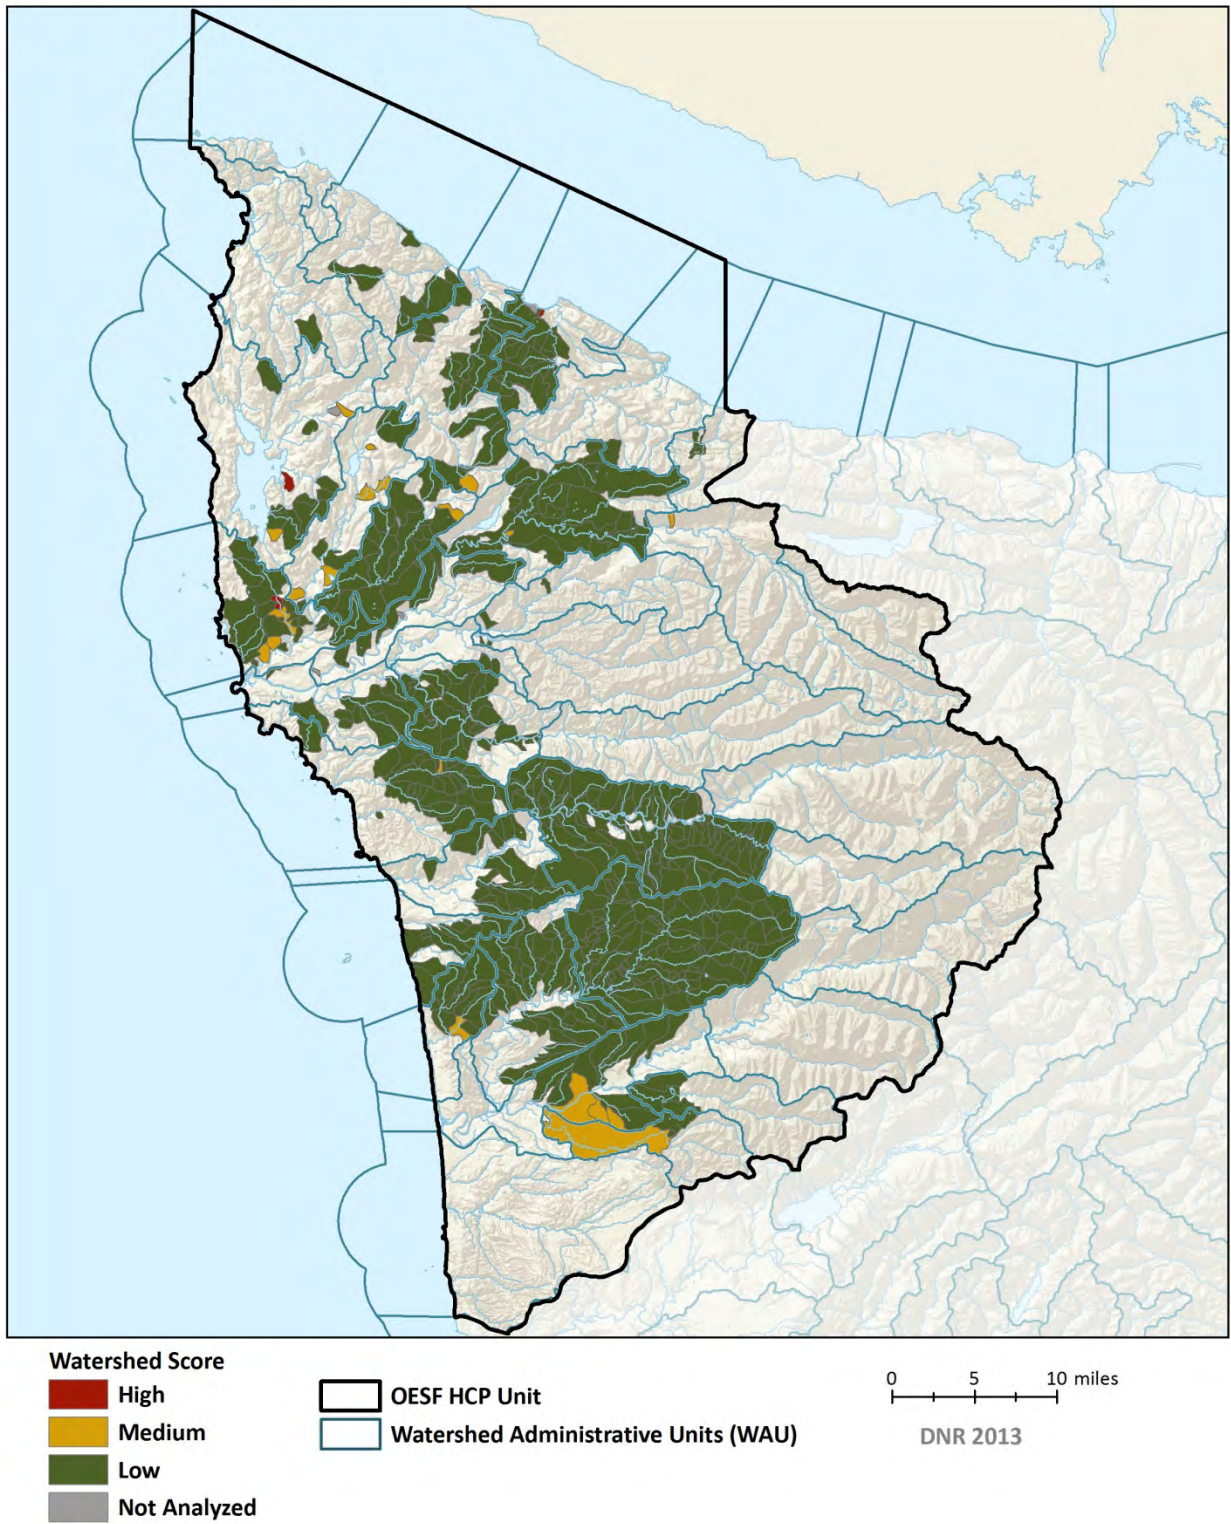 Watershed Score
High
Medium
Low
Not Analyzed
OESF HCP Unit
Watershed Administrative Units (WAU)
0 5 10 miles
DNR 2013